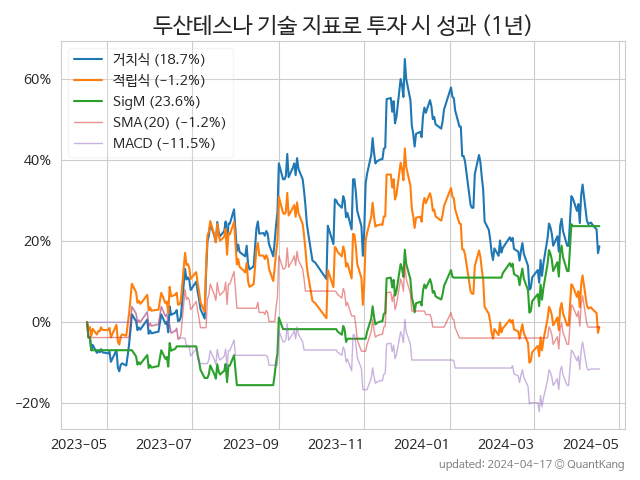 두산테스나 기술 지표로 투자 시 성과 (1년)
거치식 (18.7%)
적립식 (−1.2%)
SigM (23.6%)
SMA(20) (−1.2%)
MACD (−11.5%)
60%
40%
20%
0%
−20%
2023-05 2023-07 2023-09 2023-11 2024-01 2024-03 2024-05
updated: 2024-04-17 © QuantKang